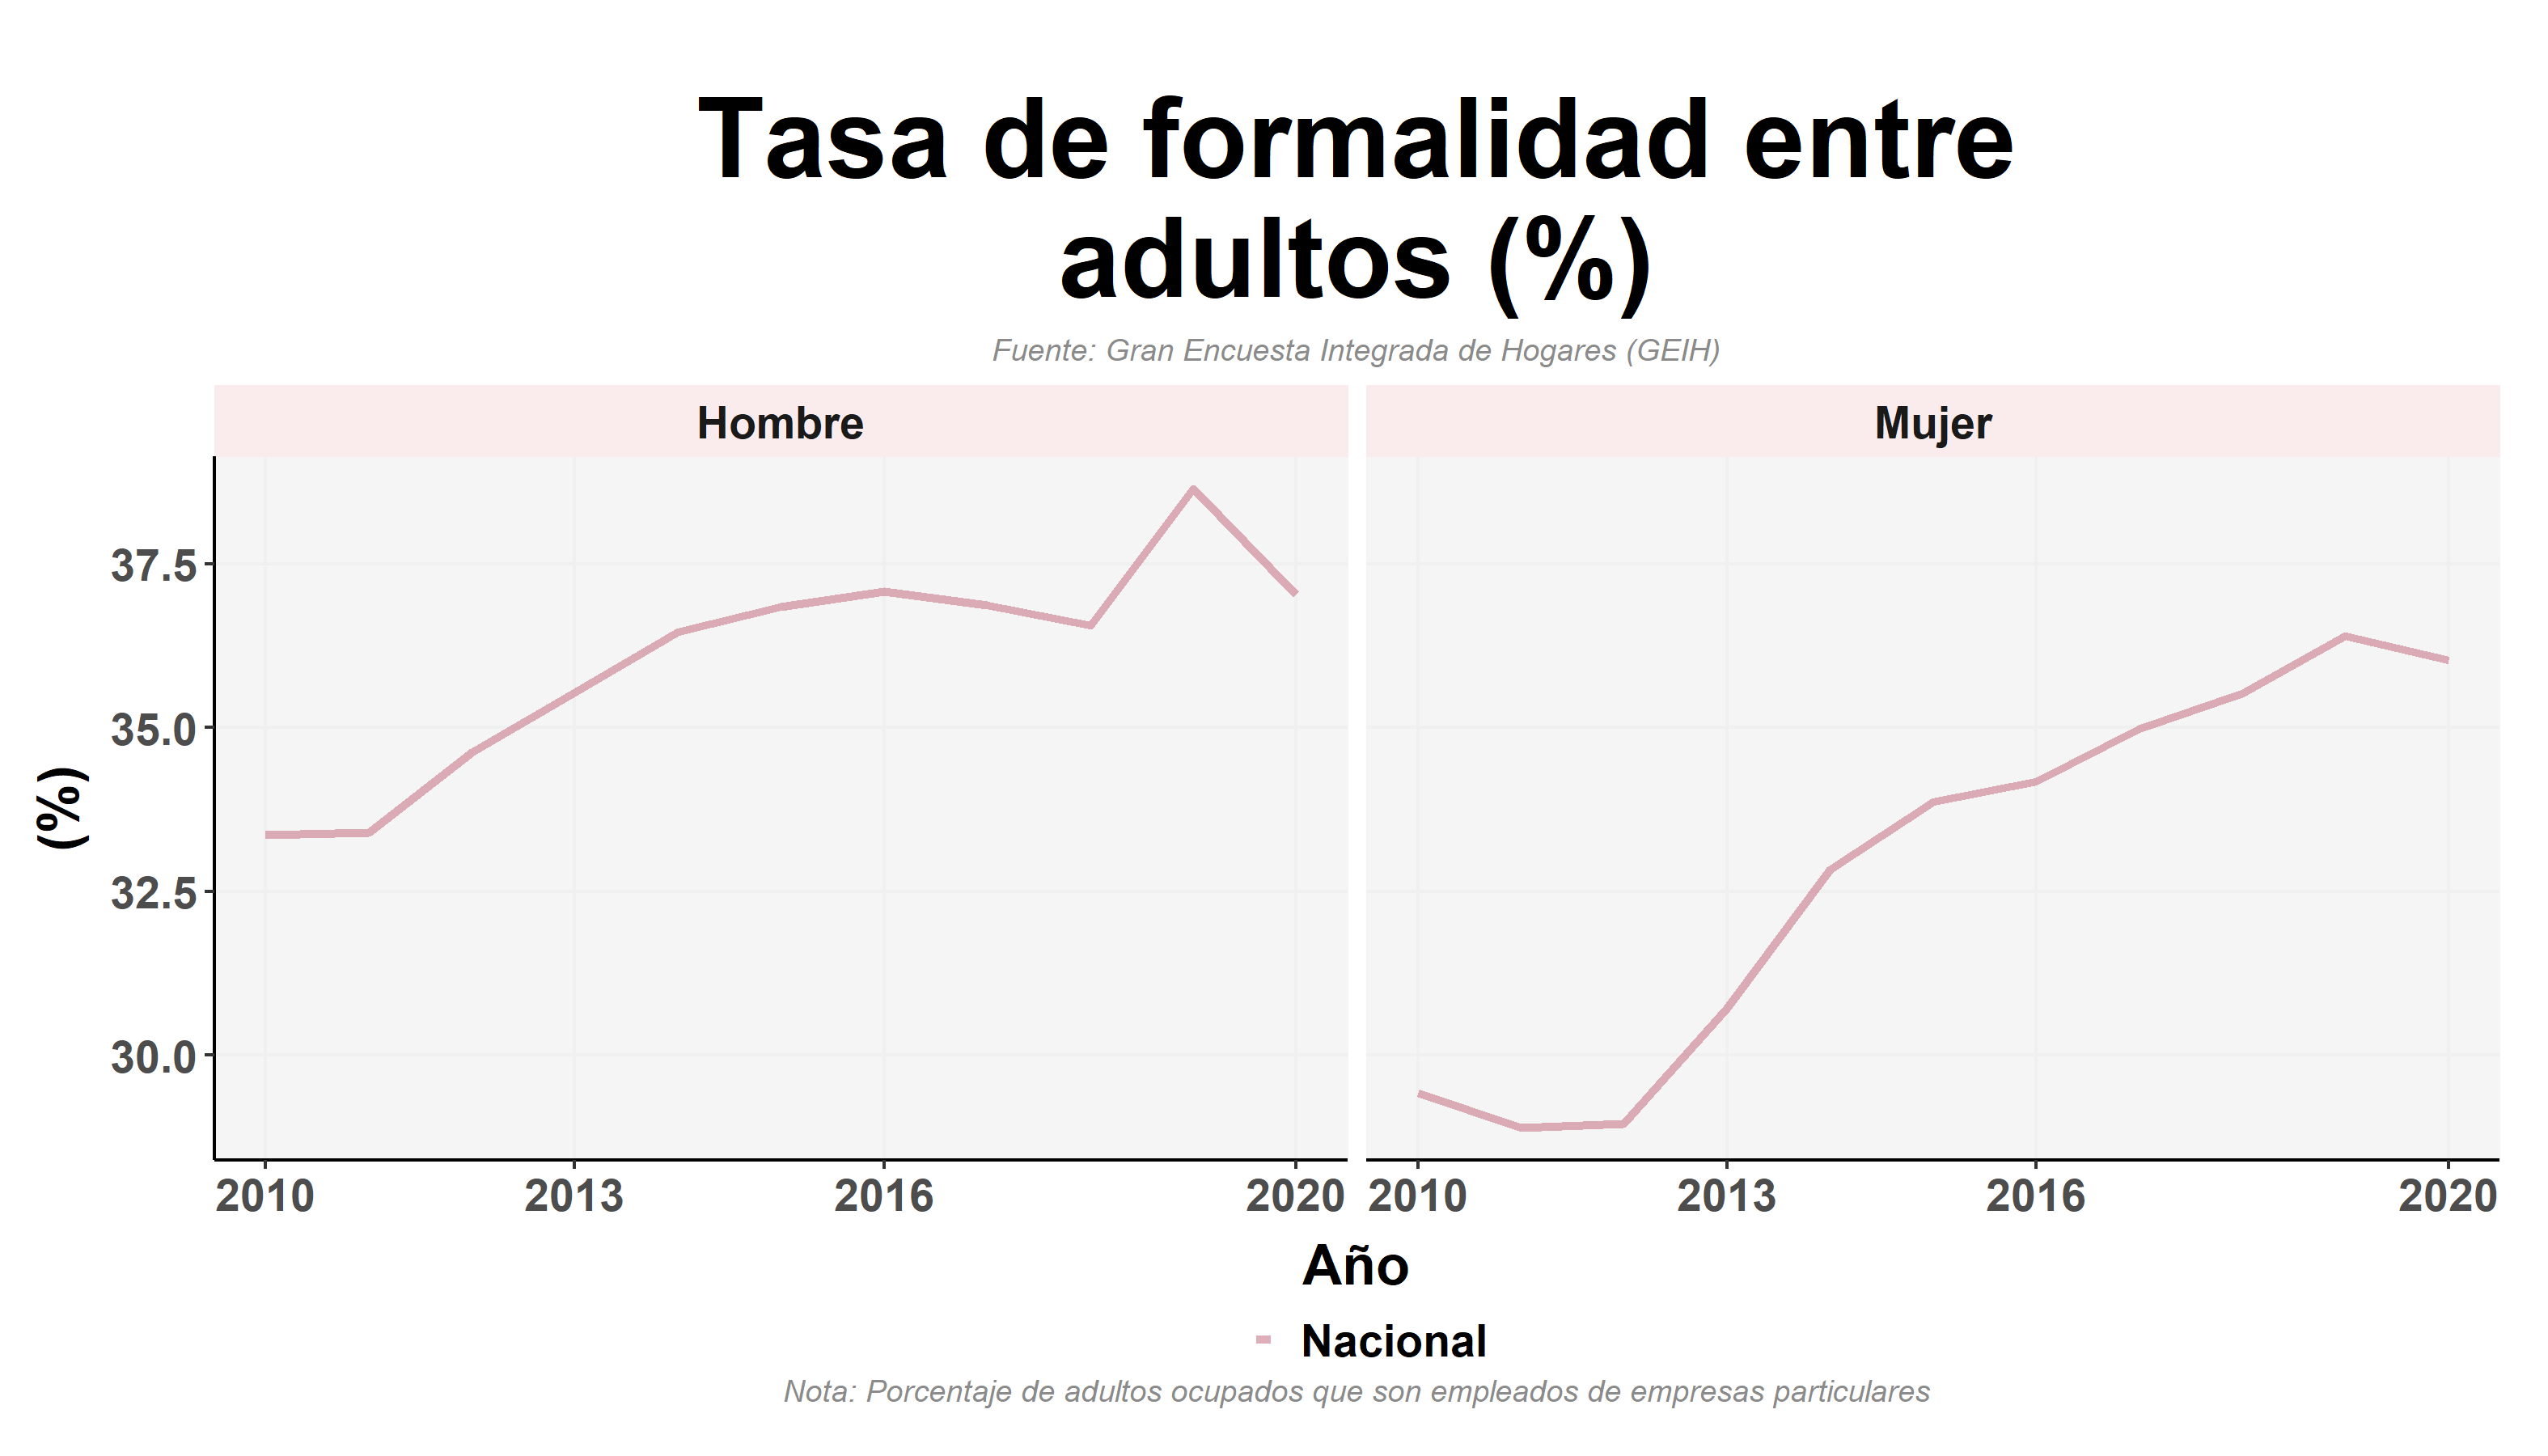 Tasa de formalidad entre
adultos (%)
Fuente: Gran Encuesta Integrada de Hogares (GEIH)
Hombre
Mujer
37.5
35.0
32.5
30.0
(%)
2010 2013 2016 2020
2010 2013 2016 2020
Año
Nacional
Nota: Porcentaje de adultos ocupados que son empleados de empresas particulares